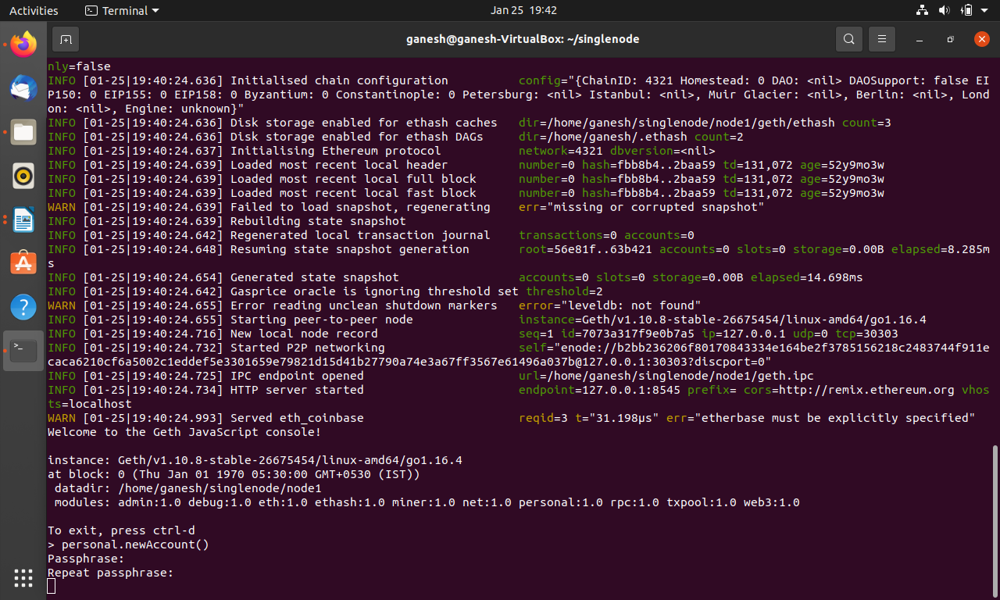 Activities Terminal Jan 25 19:42
ganesh@ganesh-VirtualBox: ~/singlenode
nly=false
INFO [01-25|19:40:24.636] Initialised chain configuration config="{ChainID: 4321 Homestead: 0 DAO: <nil> DAOSupport: false EI
P150: 0 EIP155: 0 EIP158: 0 Byzantium: 0 Constantinople: 0 Petersburg: <nil> Istanbul: <nil>, Muir Glacier: <nil>, Berlin: <nil>, Lond
on: <nil>, Engine: unknown}"
INFO [01-25|19:40:24.636] Disk storage enabled for ethash caches dir=/home/ganesh/singlenode/node1/geth/ethash count=3
INFO [01-25|19:40:24.636] Disk storage enabled for ethash DAGs dir=/home/ganesh/.ethash count=2
INFO [01-25|19:40:24.637] Initialising Ethereum protocol network=4321 dbversion=<nil>
INFO [01-25|19:40:24.639] Loaded most recent local header number=0 hash=fbb8b4..2baa59 td=131,072 age=52y9mo3w
INFO [01-25|19:40:24.639] Loaded most recent local full block number=0 hash=fbb8b4..2baa59 td=131,072 age=52y9mo3w
INFO [01-25|19:40:24.639] Loaded most recent local fast block number=0 hash=fbb8b4..2baa59 td=131,072 age=52y9mo3w
WARN [01-25|19:40:24.639] Failed to load snapshot, regenerating err="missing or corrupted snapshot"
INFO [01-25|19:40:24.639] Rebuilding state snapshot
INFO [01-25|19:40:24.642] Regenerated local transaction journal transactions=0 accounts=0
INFO [01-25|19:40:24.648] Resuming state snapshot generation root=56e81f..63b421 accounts=0 slots=0 storage=0.00B elapsed=8.285m
s
INFO [01-25|19:40:24.654] Generated state snapshot accounts=0 slots=0 storage=0.00B elapsed=14.698ms
INFO [01-25|19:40:24.642] Gasprice oracle is ignoring threshold set threshold=2
WARN [01-25|19:40:24.655] Error reading unclean shutdown markers error="leveldb: not found"
INFO [01-25|19:40:24.655] Starting peer-to-peer node instance=Geth/v1.10.8-stable-26675454/linux-amd64/go1.16.4
INFO [01-25|19:40:24.716] New local node record seq=1 id=7073a317f9e0b7a5 ip=127.0.0.1 udp=0 tcp=30303
INFO [01-25|19:40:24.732] Started P2P networking self="enode://b2bb236206f80170843334e164be2f3785156218c2483744f911e
caca6210cf6a5002c1eddef5e3301659e79821d15d41b27790a74e3a67ff3567e61496a037b@127.0.0.1:30303?discport=0"
INFO [01-25|19:40:24.725] IPC endpoint opened url=/home/ganesh/singlenode/node1/geth.ipc
INFO [01-25|19:40:24.734] HTTP server started endpoint=127.0.0.1:8545 prefix= cors=http://remix.ethereum.org vhos
ts=localhost
WARN [01-25|19:40:24.993] Served eth_coinbase reqid=3 t="31.198µs" err="etherbase must be explicitly specified"
Welcome to the Geth JavaScript console!
instance: Geth/v1.10.8-stable-26675454/linux-amd64/go1.16.4
at block: 0 (Thu Jan 01 1970 05:30:00 GMT+0530 (IST))
datadir: /home/ganesh/singlenode/node1
modules: admin:1.0 debug:1.0 eth:1.0 ethash:1.0 miner:1.0 net:1.0 personal:1.0 rpc:1.0 txpool:1.0 web3:1.0
To exit, press ctrl-d
> personal.newAccount()
Passphrase:
Repeat passphrase: